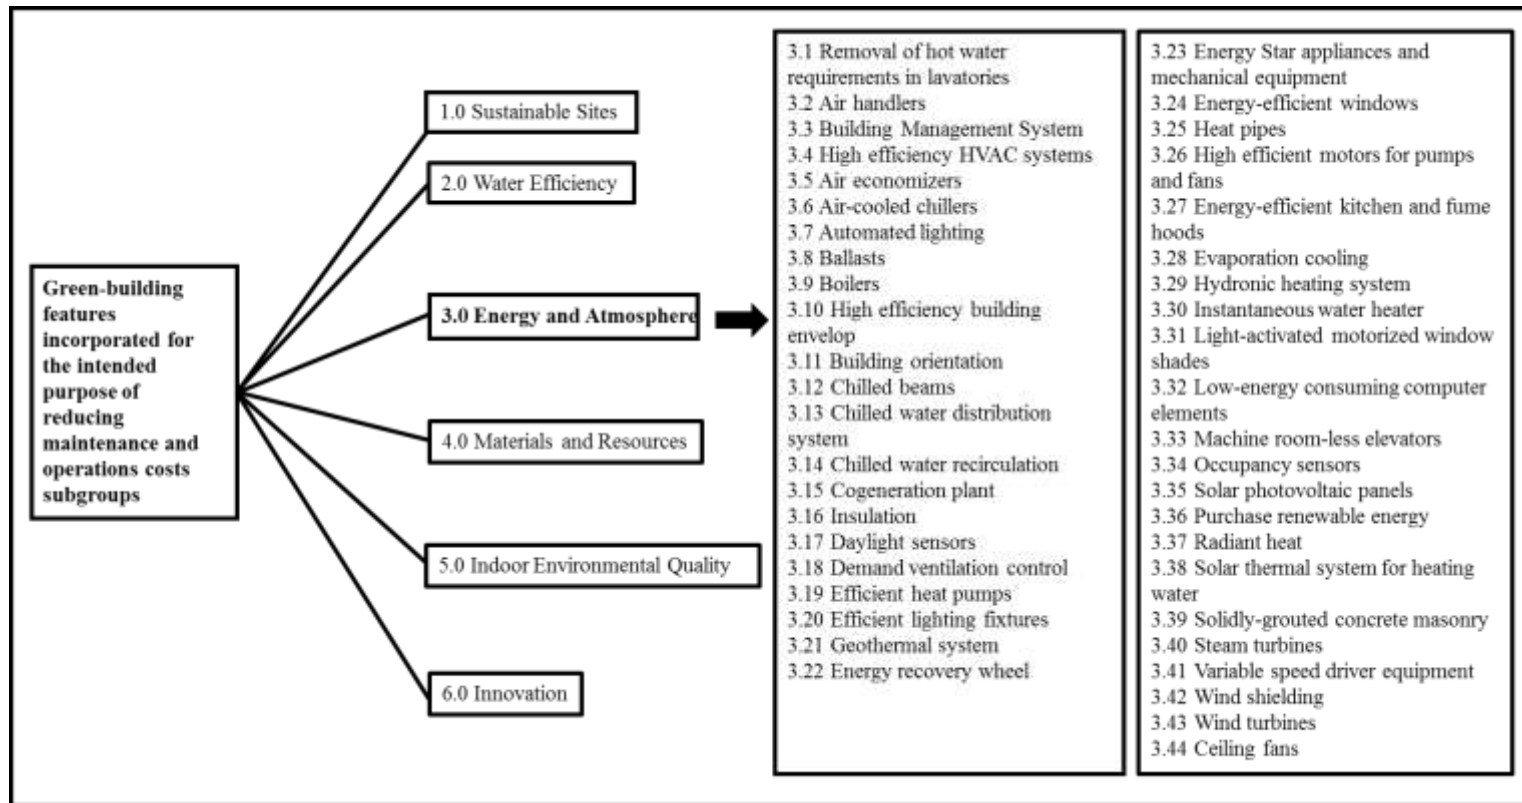 Green-building
features
incorporated for
the intended
purpose of
reducing
maintenance and
operations costs
subgroups
1.0 Sustainable Sites
2.0 Water Efficiency
3.0 Energy and Atmosphere
4.0 Materials and Resources
5.0 Indoor Environmental Quality
6.0 Innovation
3.1 Removal of hot water
requirements in lavatories
3.2 Air handlers
3.3 Building Management System
3.4 High efficiency HVAC systems
3.5 Air economizers
3.6 Air-cooled chillers
3.7 Automated lighting
3.8 Ballasts
3.9 Boilers
3.10 High efficiency building
envelop
3.11 Building orientation
3.12 Chilled beams
3.13 Chilled water distribution
system
3.14 Chilled water recirculation
3.15 Cogeneration plant
3.16 Insulation
3.17 Daylight sensors
3.18 Demand ventilation control
3.19 Efficient heat pumps
3.20 Efficient lighting fixtures
3.21 Geothermal system
3.22 Energy recovery wheel
3.23 Energy Star appliances and
mechanical equipment
3.24 Energy-efficient windows
3.25 Heat pipes
3.26 High efficient motors for pumps
and fans
3.27 Energy-efficient kitchen and fume
hoods
3.28 Evaporation cooling
3.29 Hydronic heating system
3.30 Instantaneous water heater
3.31 Light-activated motorized window
shades
3.32 Low-energy consuming computer
elements
3.33 Machine room-less elevators
3.34 Occupancy sensors
3.35 Solar photovoltaic panels
3.36 Purchase renewable energy
3.37 Radiant heat
3.38 Solar thermal system for heating
water
3.39 Solidly-grouted concrete masonry
3.40 Steam turbines
3.41 Variable speed driver equipment
3.42 Wind shielding
3.43 Wind turbines
3.44 Ceiling fans